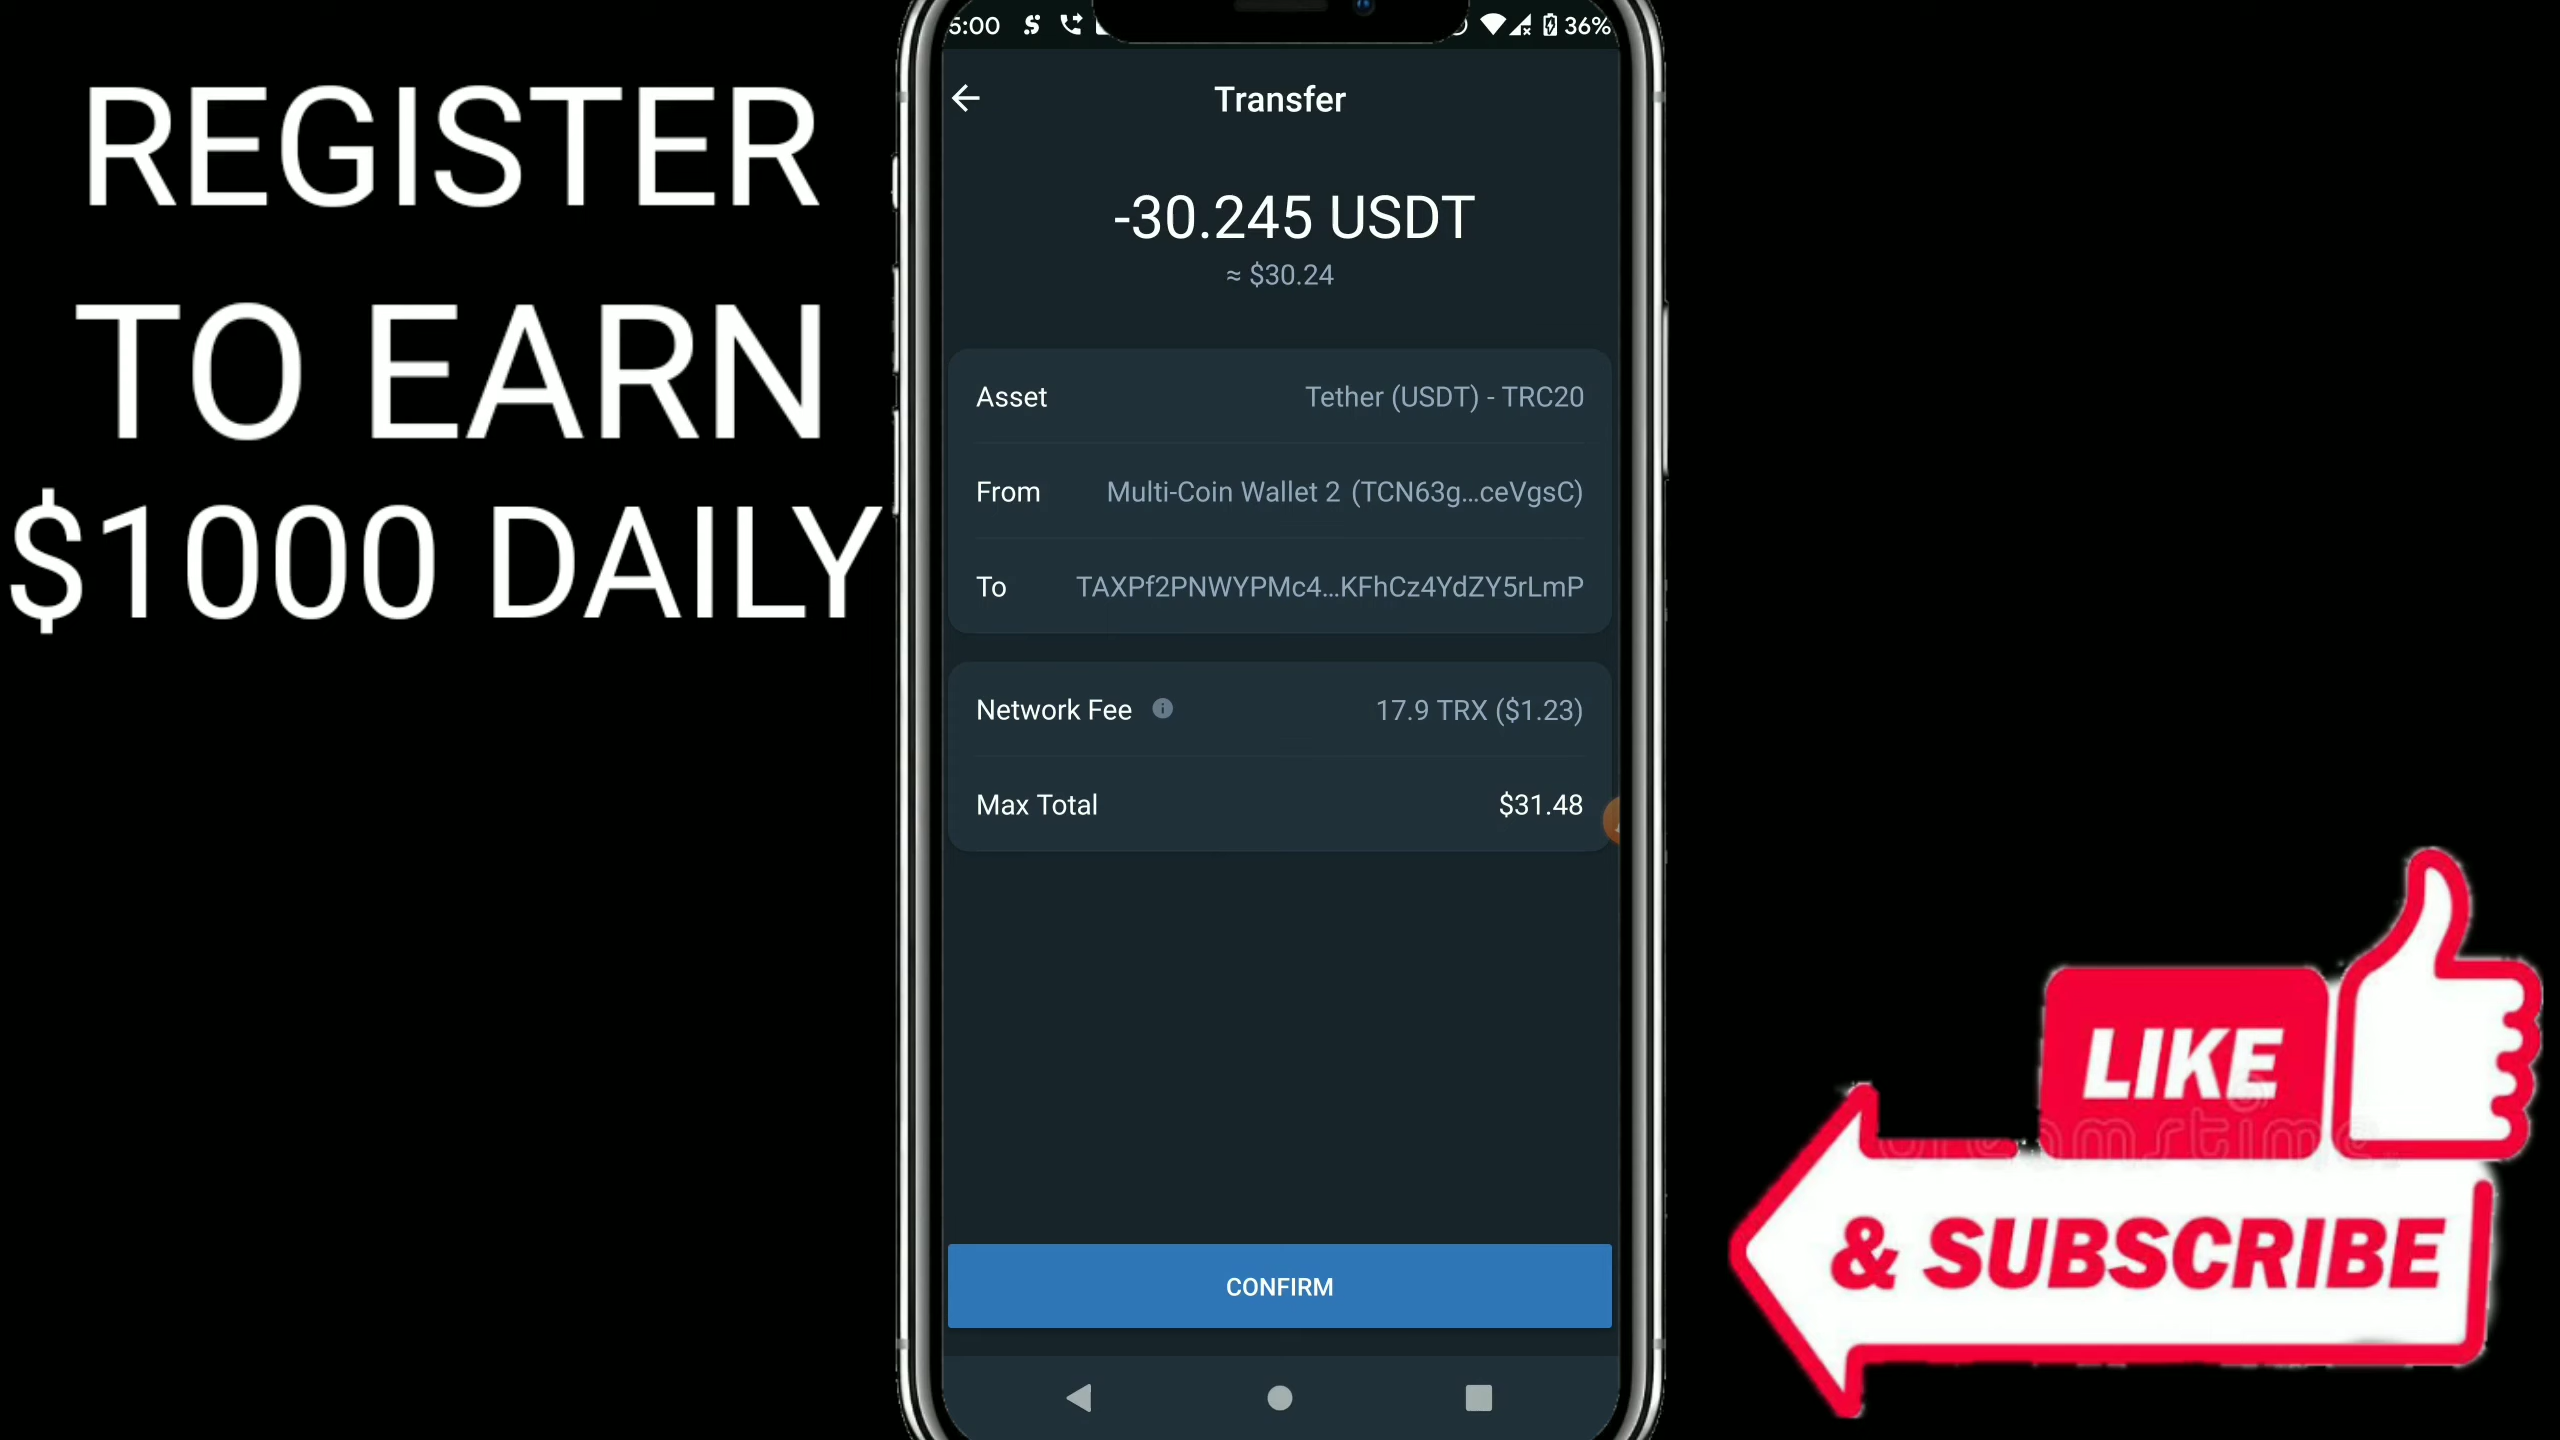 REGISTER
TO EARN
$1000 DAILY
5:00
36%
Transfer
-30.245 USDT
≈ $30.24
Asset Tether (USDT) - TRC20
From Multi-Coin Wallet 2 (TCN63g...ceVgsC)
To TAXPf2PNWYPMc4...KFhCz4YdZY5rLmP
Network Fee 17.9 TRX ($1.23)
Max Total $31.48
CONFIRM
LIKE
dreamstime
& SUBSCRIBE